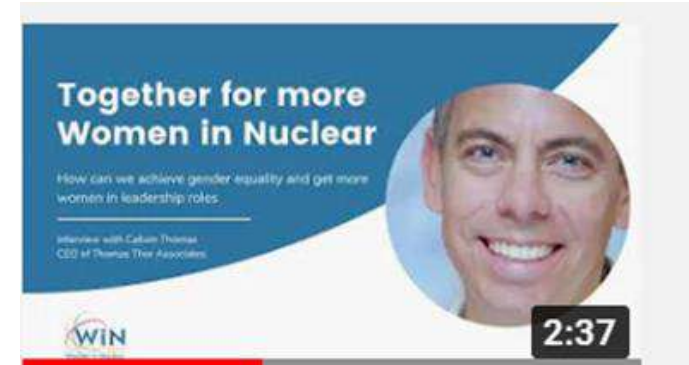 Together for more
Women in Nuclear
How can we achieve gender equality and get more
women in leadership roles
Interview with Callum Thomas
CEO of Thomas Thor Associates
WiN
2:37